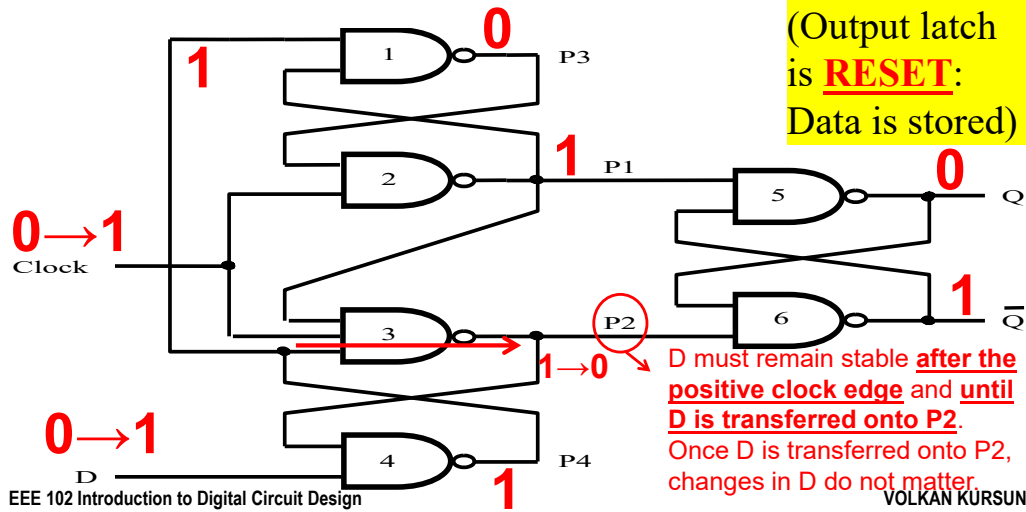 (Output latch
is RESET:
Data is stored)
0
1
1
P3
1
P1
2
1
5
0
Q
0→1
Clock
3
P2
6
1
Q̅
1→0
D must remain stable after the
positive clock edge and until
D is transferred onto P2.
Once D is transferred onto P2,
changes in D do not matter.
0→1
D
4
1
P4
EEE 102 Introduction to Digital Circuit Design
VOLKAN KURSUN